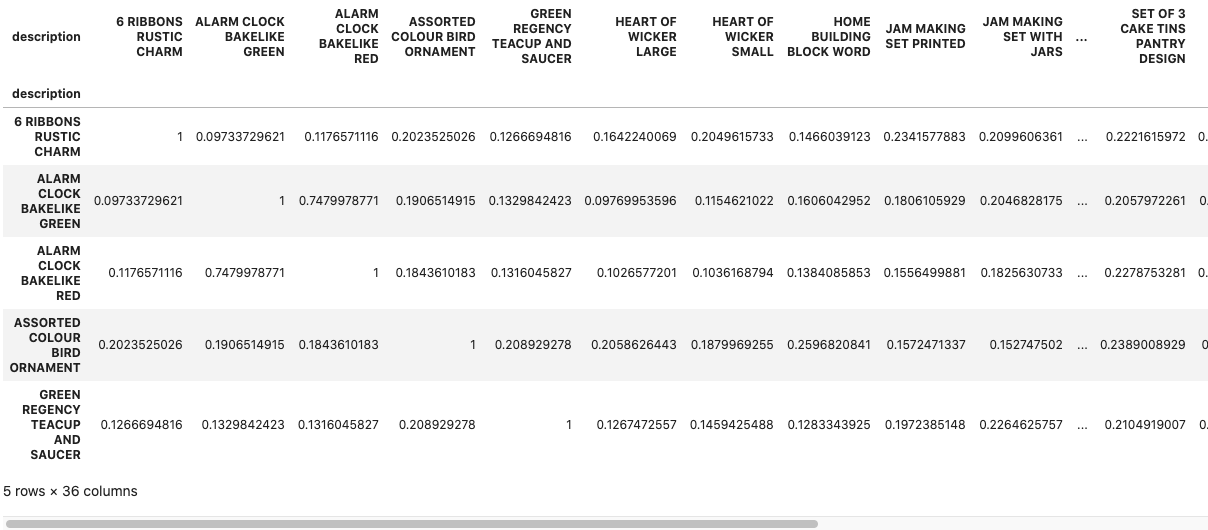 description 6 RIBBONS RUSTIC CHARM ALARM CLOCK BAKELIKE GREEN ALARM CLOCK BAKELIKE RED ASSORTED COLOUR BIRD ORNAMENT GREEN REGENCY TEACUP AND SAUCER HEART OF WICKER LARGE HEART OF WICKER SMALL HOME BUILDING BLOCK WORD JAM MAKING SET PRINTED JAM MAKING SET WITH JARS ... SET OF 3 CAKE TINS PANTRY DESIGN
description
6 RIBBONS RUSTIC CHARM 1 0.09733729621 0.1176571116 0.2023525026 0.1266694816 0.1642240069 0.2049615733 0.1466039123 0.2341577883 0.2099606361 ... 0.2221615972 0.
ALARM CLOCK BAKELIKE GREEN 0.09733729621 1 0.7479978771 0.1906514915 0.1329842423 0.09769953596 0.1154621022 0.1606042952 0.1806105929 0.2046828175 ... 0.2057972261 0.
ALARM CLOCK BAKELIKE RED 0.1176571116 0.7479978771 1 0.1843610183 0.1316045827 0.1026577201 0.1036168794 0.1384085853 0.1556499881 0.1825630733 ... 0.2278753281 0.
ASSORTED COLOUR BIRD ORNAMENT 0.2023525026 0.1906514915 0.1843610183 1 0.208929278 0.2058626443 0.1879969255 0.2596820841 0.1572471337 0.152747502 ... 0.2389008929 0
GREEN REGENCY TEACUP AND SAUCER 0.1266694816 0.1329842423 0.1316045827 0.208929278 1 0.1267472557 0.1459425488 0.1283343925 0.1972385148 0.2264625757 ... 0.2104919007 0.
5 rows × 36 columns